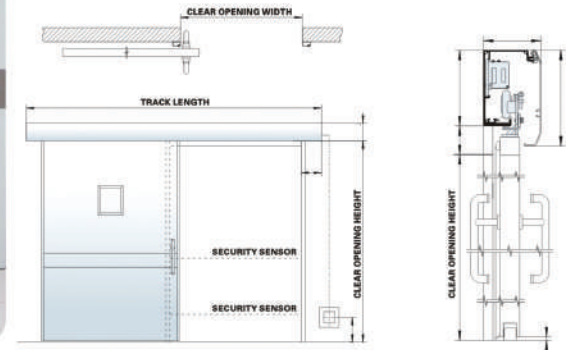 CLEAR OPENING WIDTH
TRACK LENGTH
CLEAR OPENING HEIGHT
SECURITY SENSOR
SECURITY SENSOR
CLEAR OPENING HEIGHT